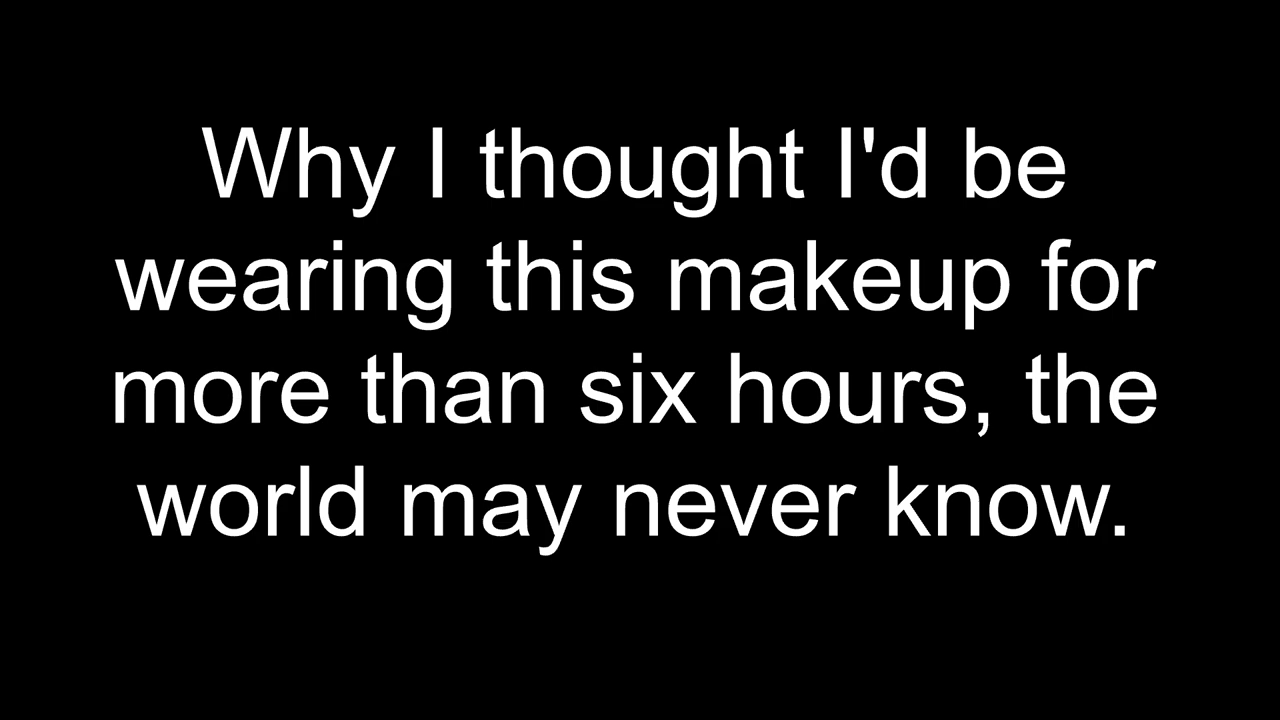 Why I thought I'd be
wearing this makeup for
more than six hours, the
world may never know.